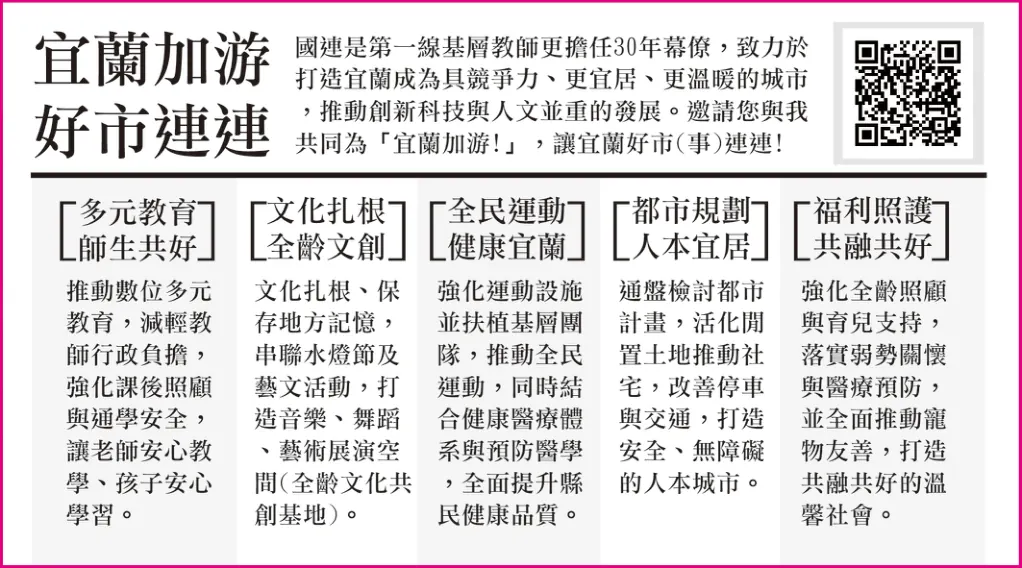 宜蘭加游
好市連連
國連是第一線基層教師更擔任30年幕僚，致力於
打造宜蘭成為具競爭力、更宜居、更溫暖的城市
，推動創新科技與人文並重的發展。邀請您與我
共同為「宜蘭加游!」，讓宜蘭好市(事)連連!
多元教育
師生共好
推動數位多元
教育，減輕教
師行政負擔，
強化課後照顧
與通學安全，
讓老師安心教
學、孩子安心
學習。
文化扎根
全齡文創
文化扎根、保
存地方記憶，
串聯水燈節及
藝文活動，打
造音樂、舞蹈
、藝術展演空
間(全齡文化共
創基地)。
全民運動
健康宜蘭
強化運動設施
並扶植基層團
隊，推動全民
運動，同時結
合健康醫療體
系與預防醫學
，全面提升縣
民健康品質。
都市規劃
人本宜居
通盤檢討都市
計畫，活化閒
置土地推動社
宅，改善停車
與交通，打造
安全、無障礙
的人本城市。
福利照護
共融共好
強化全齡照顧
與育兒支持，
落實弱勢關懷
與醫療預防，
並全面推動寵
物友善，打造
共融共好的溫
馨社會。